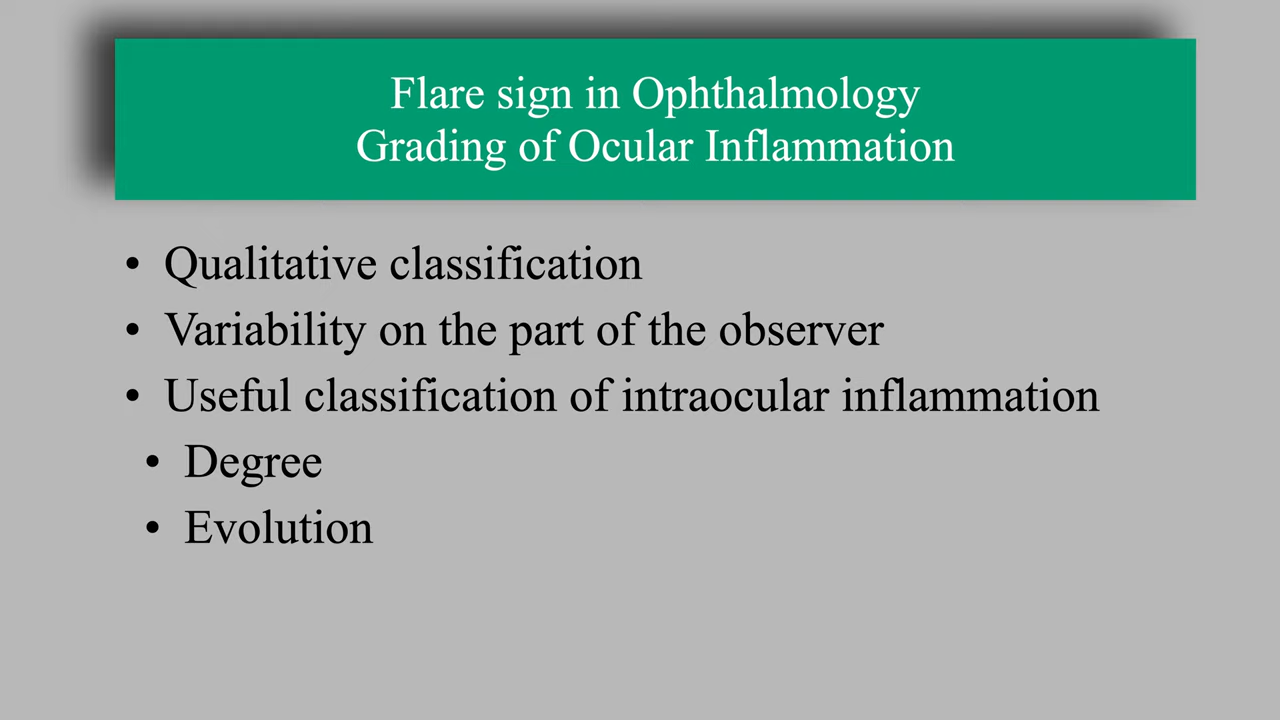 Flare sign in Ophthalmology
Grading of Ocular Inflammation
• Qualitative classification
• Variability on the part of the observer
• Useful classification of intraocular inflammation
• Degree
• Evolution